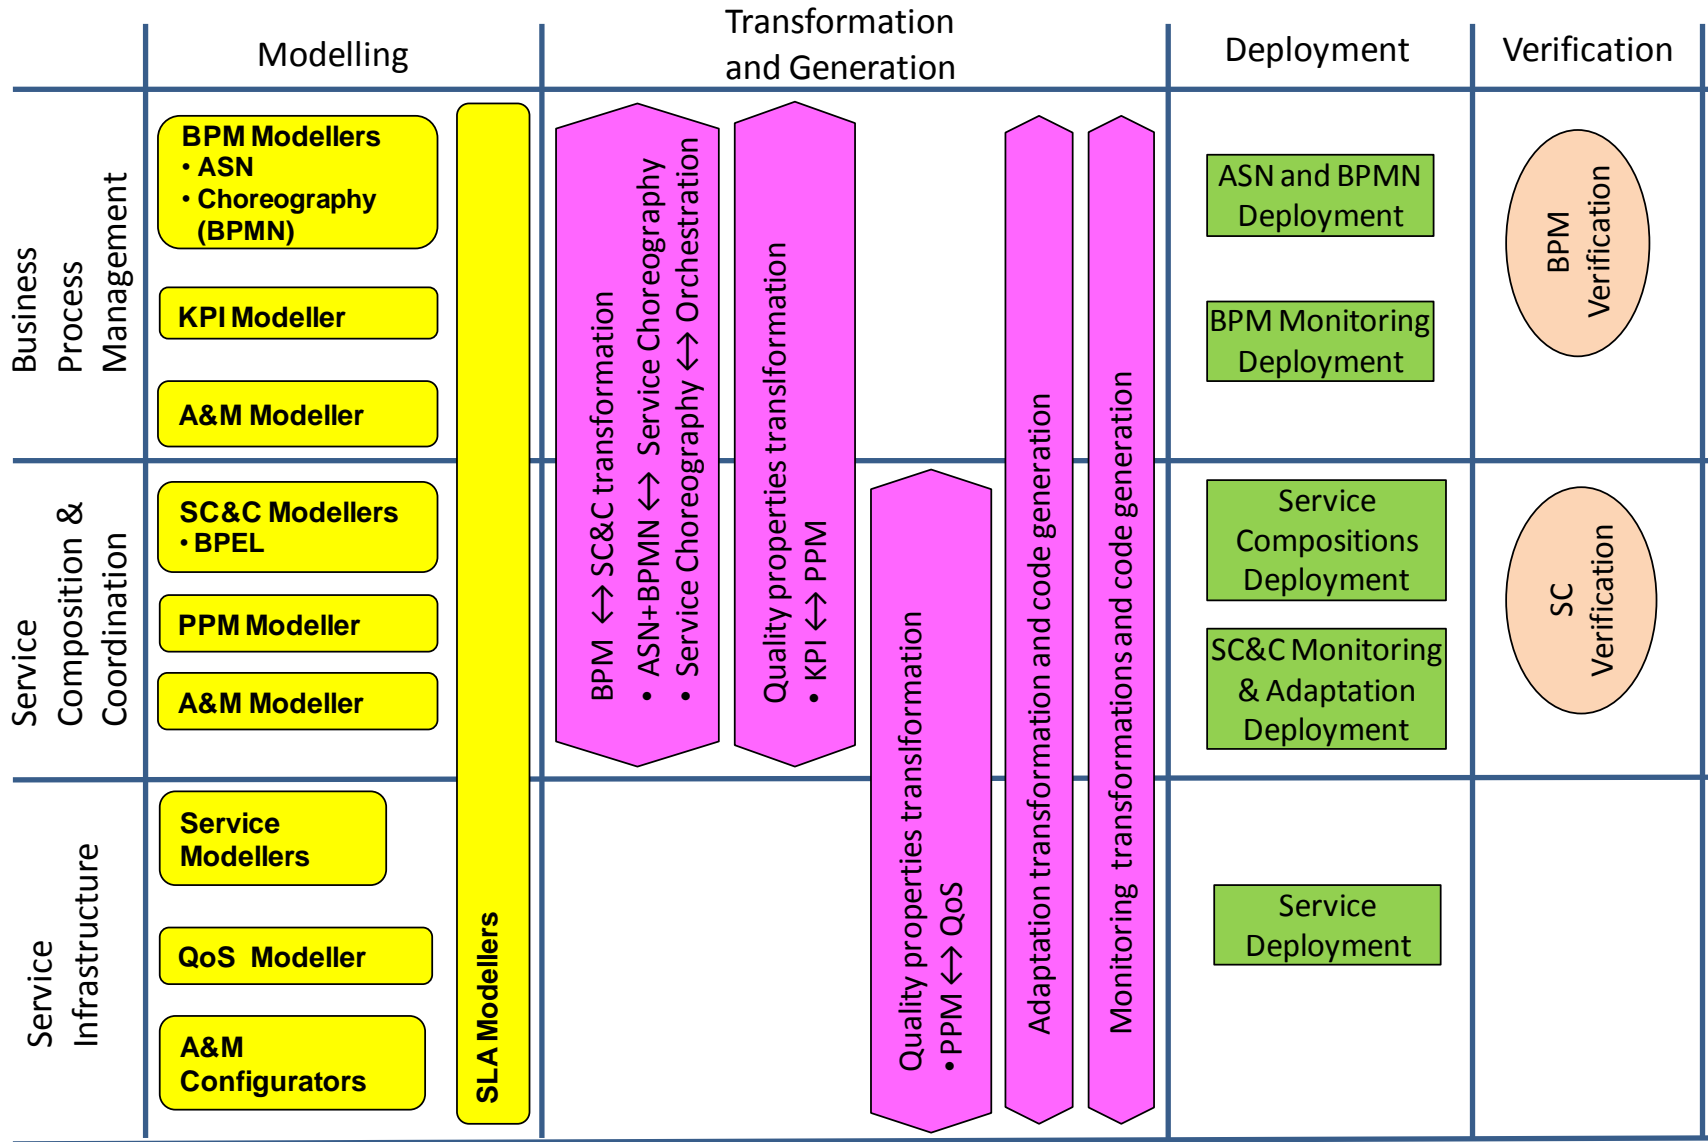 Modelling
Transformation
and Generation
Deployment
Verification
Business
Process
Management
BPM Modellers
• ASN
• Choreography
(BPMN)
KPI Modeller
A&M Modeller
SLA Modellers
BPM ↔ SC&C transformation
• ASN+BPMN ↔ Service Choreography
• Service Choreography ↔ Orchestration
Quality properties translformation
• KPI ↔ PPM
Quality properties translformation
• PPM ↔ QoS
Adaptation transformation and code generation
Monitoring transformations and code generation
ASN and BPMN
Deployment
BPM Monitoring
Deployment
BPM
Verification
Service
Composition &
Coordination
SC&C Modellers
• BPEL
PPM Modeller
A&M Modeller
Service
Compositions
Deployment
SC&C Monitoring
& Adaptation
Deployment
SC
Verification
Service
Infrastructure
Service
Modellers
QoS Modeller
A&M
Configurators
Service
Deployment